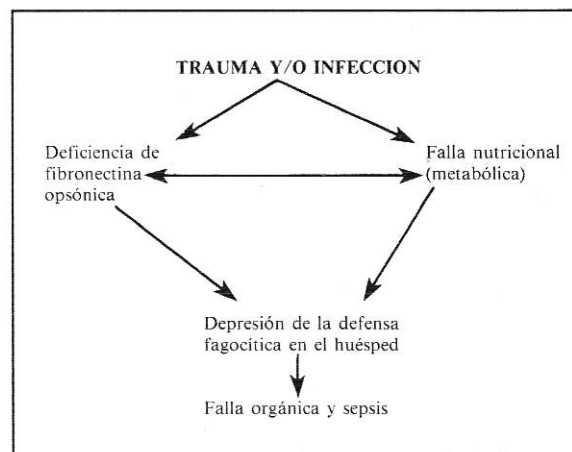 TRAUMA Y/O INFECCION
Deficiencia de
fibronectina
opsónica
Falla nutricional
(metabólica)
Depresión de la defensa
fagocítica en el huésped
Falla orgánica y sepsis